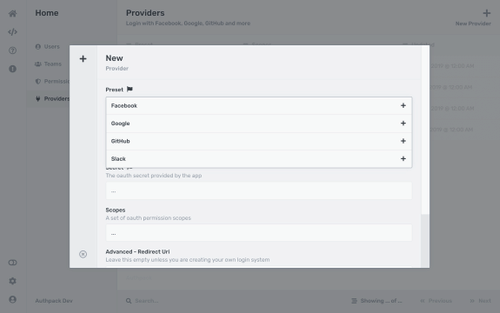 Home
Providers
Login with Facebook, Google, GitHub and more
New Provider
Users
Teams
Providers
New
Provider
Preset
Facebook
Google
GitHub
Slack
The oauth secret provided by the app
...
Scopes
A set of oauth permission scopes
...
Advanced - Redirect Uri
Leave this empty unless you are creating your own login system
Authpack Dev
Search...
Showing ... of ...
Previous
Next